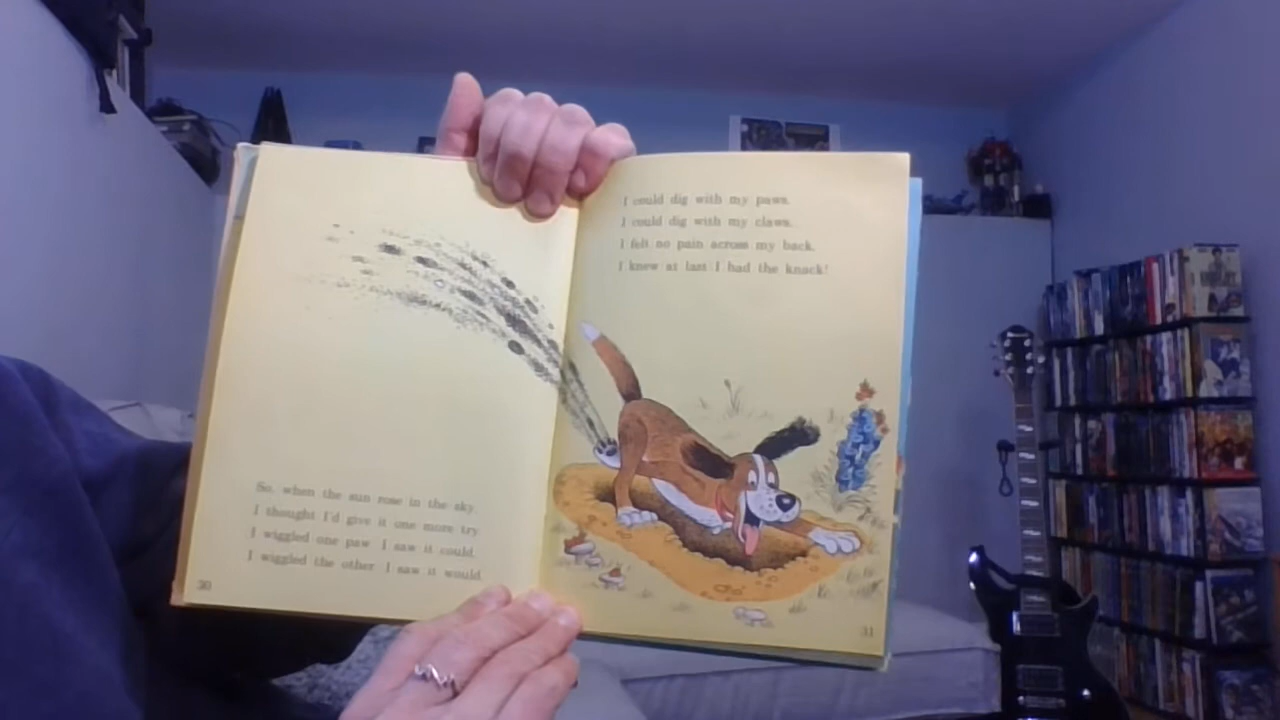 So, when the sun rose in the sky,
I thought I'd give it one more try.
I wiggled one paw. I saw it could.
I wiggled the other. I saw it would.
30
I could dig with my paws.
I could dig with my claws.
I felt no pain across my back.
I knew at last I had the knack!
31